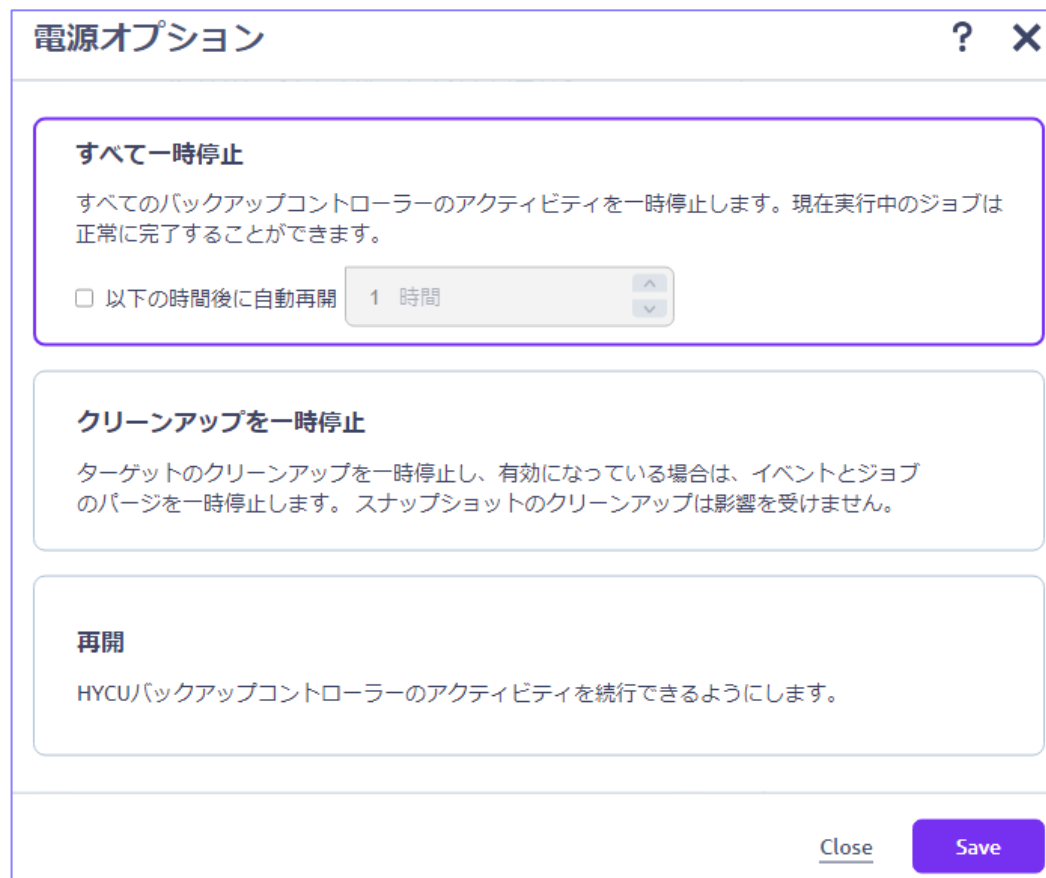 電源オプション ?
すべて一時停止
すべてのバックアップコントローラーのアクティビティを一時停止します。現在実行中のジョブは
正常に完了することができます。
以下の時間後に自動再開 1 時間
クリーンアップを一時停止
ターゲットのクリーンアップを一時停止し、有効になっている場合は、イベントとジョブ
のパージを一時停止します。 スナップショットのクリーンアップは影響を受けません。
再開
HYCUバックアップコントローラーのアクティビティを続行できるようにします。
Close Save